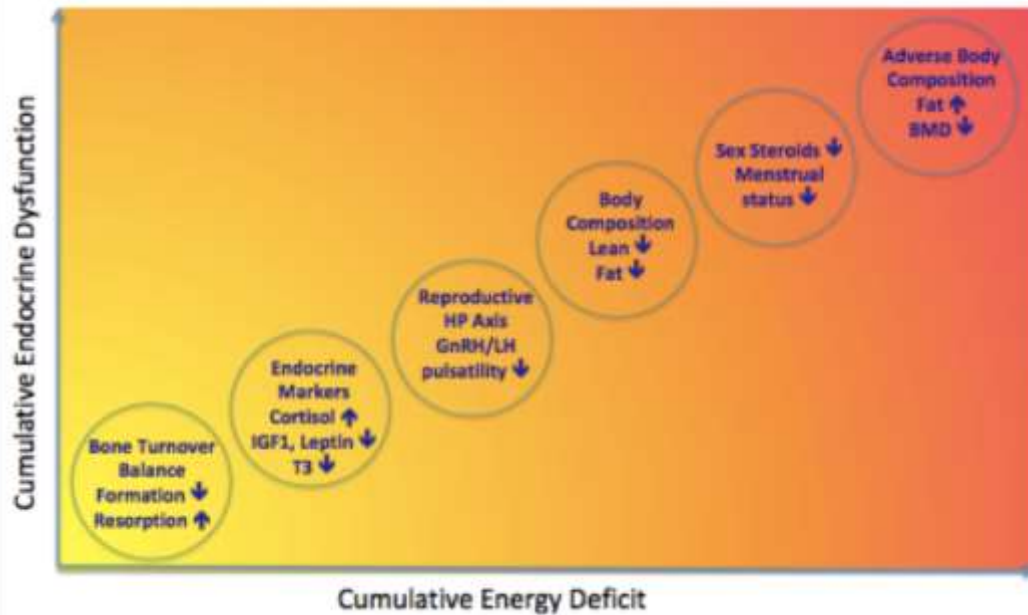 Cumulative Endocrine Dysfunction
Adverse Body
Composition
Fat ↑
BMD ↓
Sex Steroids ↓
Menstrual
status ↓
Body
Composition
Lean ↓
Fat ↓
Reproductive
HP Axis
GnRH/LH
pulsatility ↓
Endocrine
Markers
Cortisol ↑
IGF1, Leptin ↓
T3 ↓
Bone Turnover
Balance
Formation ↓
Resorption ↑
Cumulative Energy Deficit